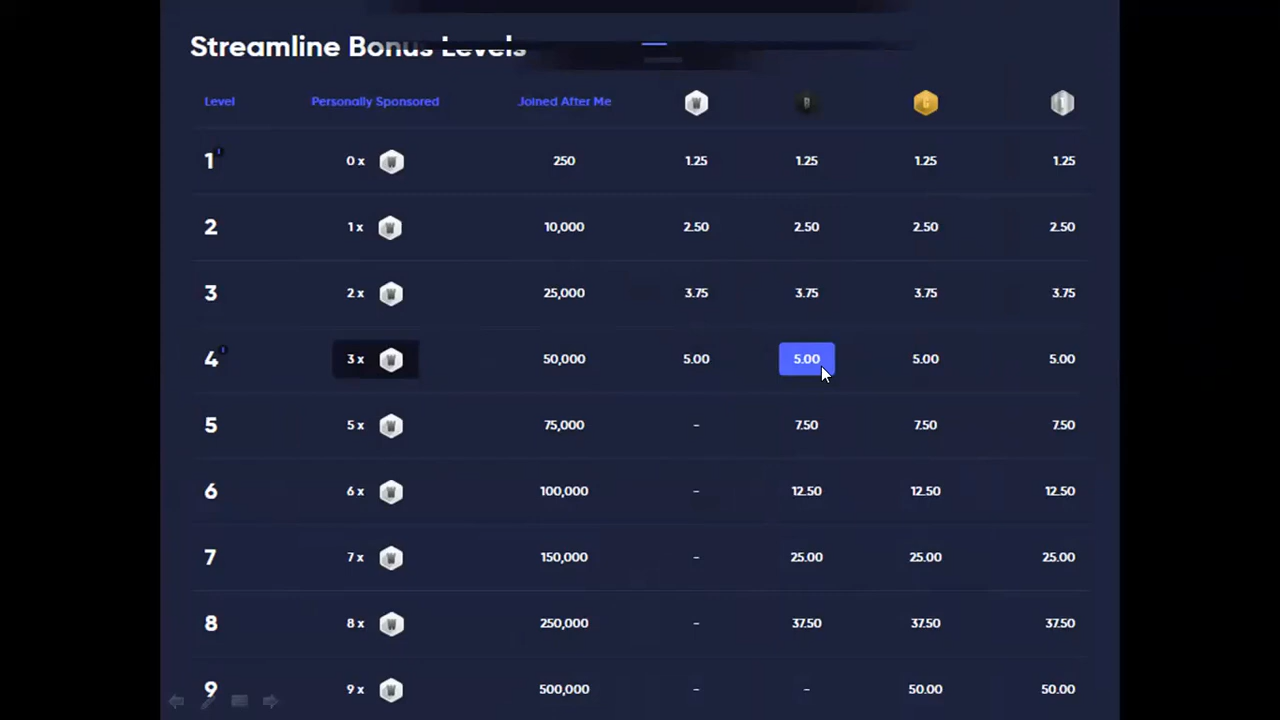 Streamline Bonus Levels
Level Personally Sponsored Joined After Me
1 0 x 250 1.25 1.25 1.25 1.25
2 1 x 10,000 2.50 2.50 2.50 2.50
3 2 x 25,000 3.75 3.75 3.75 3.75
4 3 x 50,000 5.00 5.00 5.00 5.00
5 5 x 75,000 - 7.50 7.50 7.50
6 6 x 100,000 - 12.50 12.50 12.50
7 7 x 150,000 - 25.00 25.00 25.00
8 8 x 250,000 - 37.50 37.50 37.50
9 9 x 500,000 - - 50.00 50.00